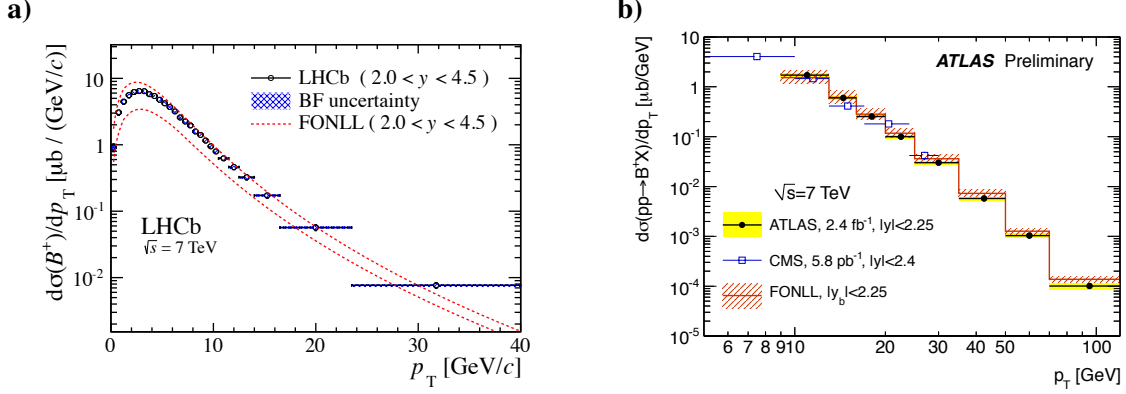 a)
dσ(B⁺)/dp_T [μb / (GeV/c)]
10
1
10⁻¹
10⁻²
LHCb ( 2.0 < y < 4.5 )
BF uncertainty
FONLL ( 2.0 < y < 4.5 )
LHCb
√s = 7 TeV
0 10 20 30 40
p_T [GeV/c]
b)
dσ(pp→B⁺X)/dp_T [μb/GeV]
10
1
10⁻¹
10⁻²
10⁻³
10⁻⁴
10⁻⁵
ATLAS Preliminary
√s=7 TeV
ATLAS, 2.4 fb⁻¹, |y|<2.25
CMS, 5.8 pb⁻¹, |y|<2.4
FONLL, |y_b|<2.25
6 7 8 9 10 20 30 40 50 100
p_T [GeV]